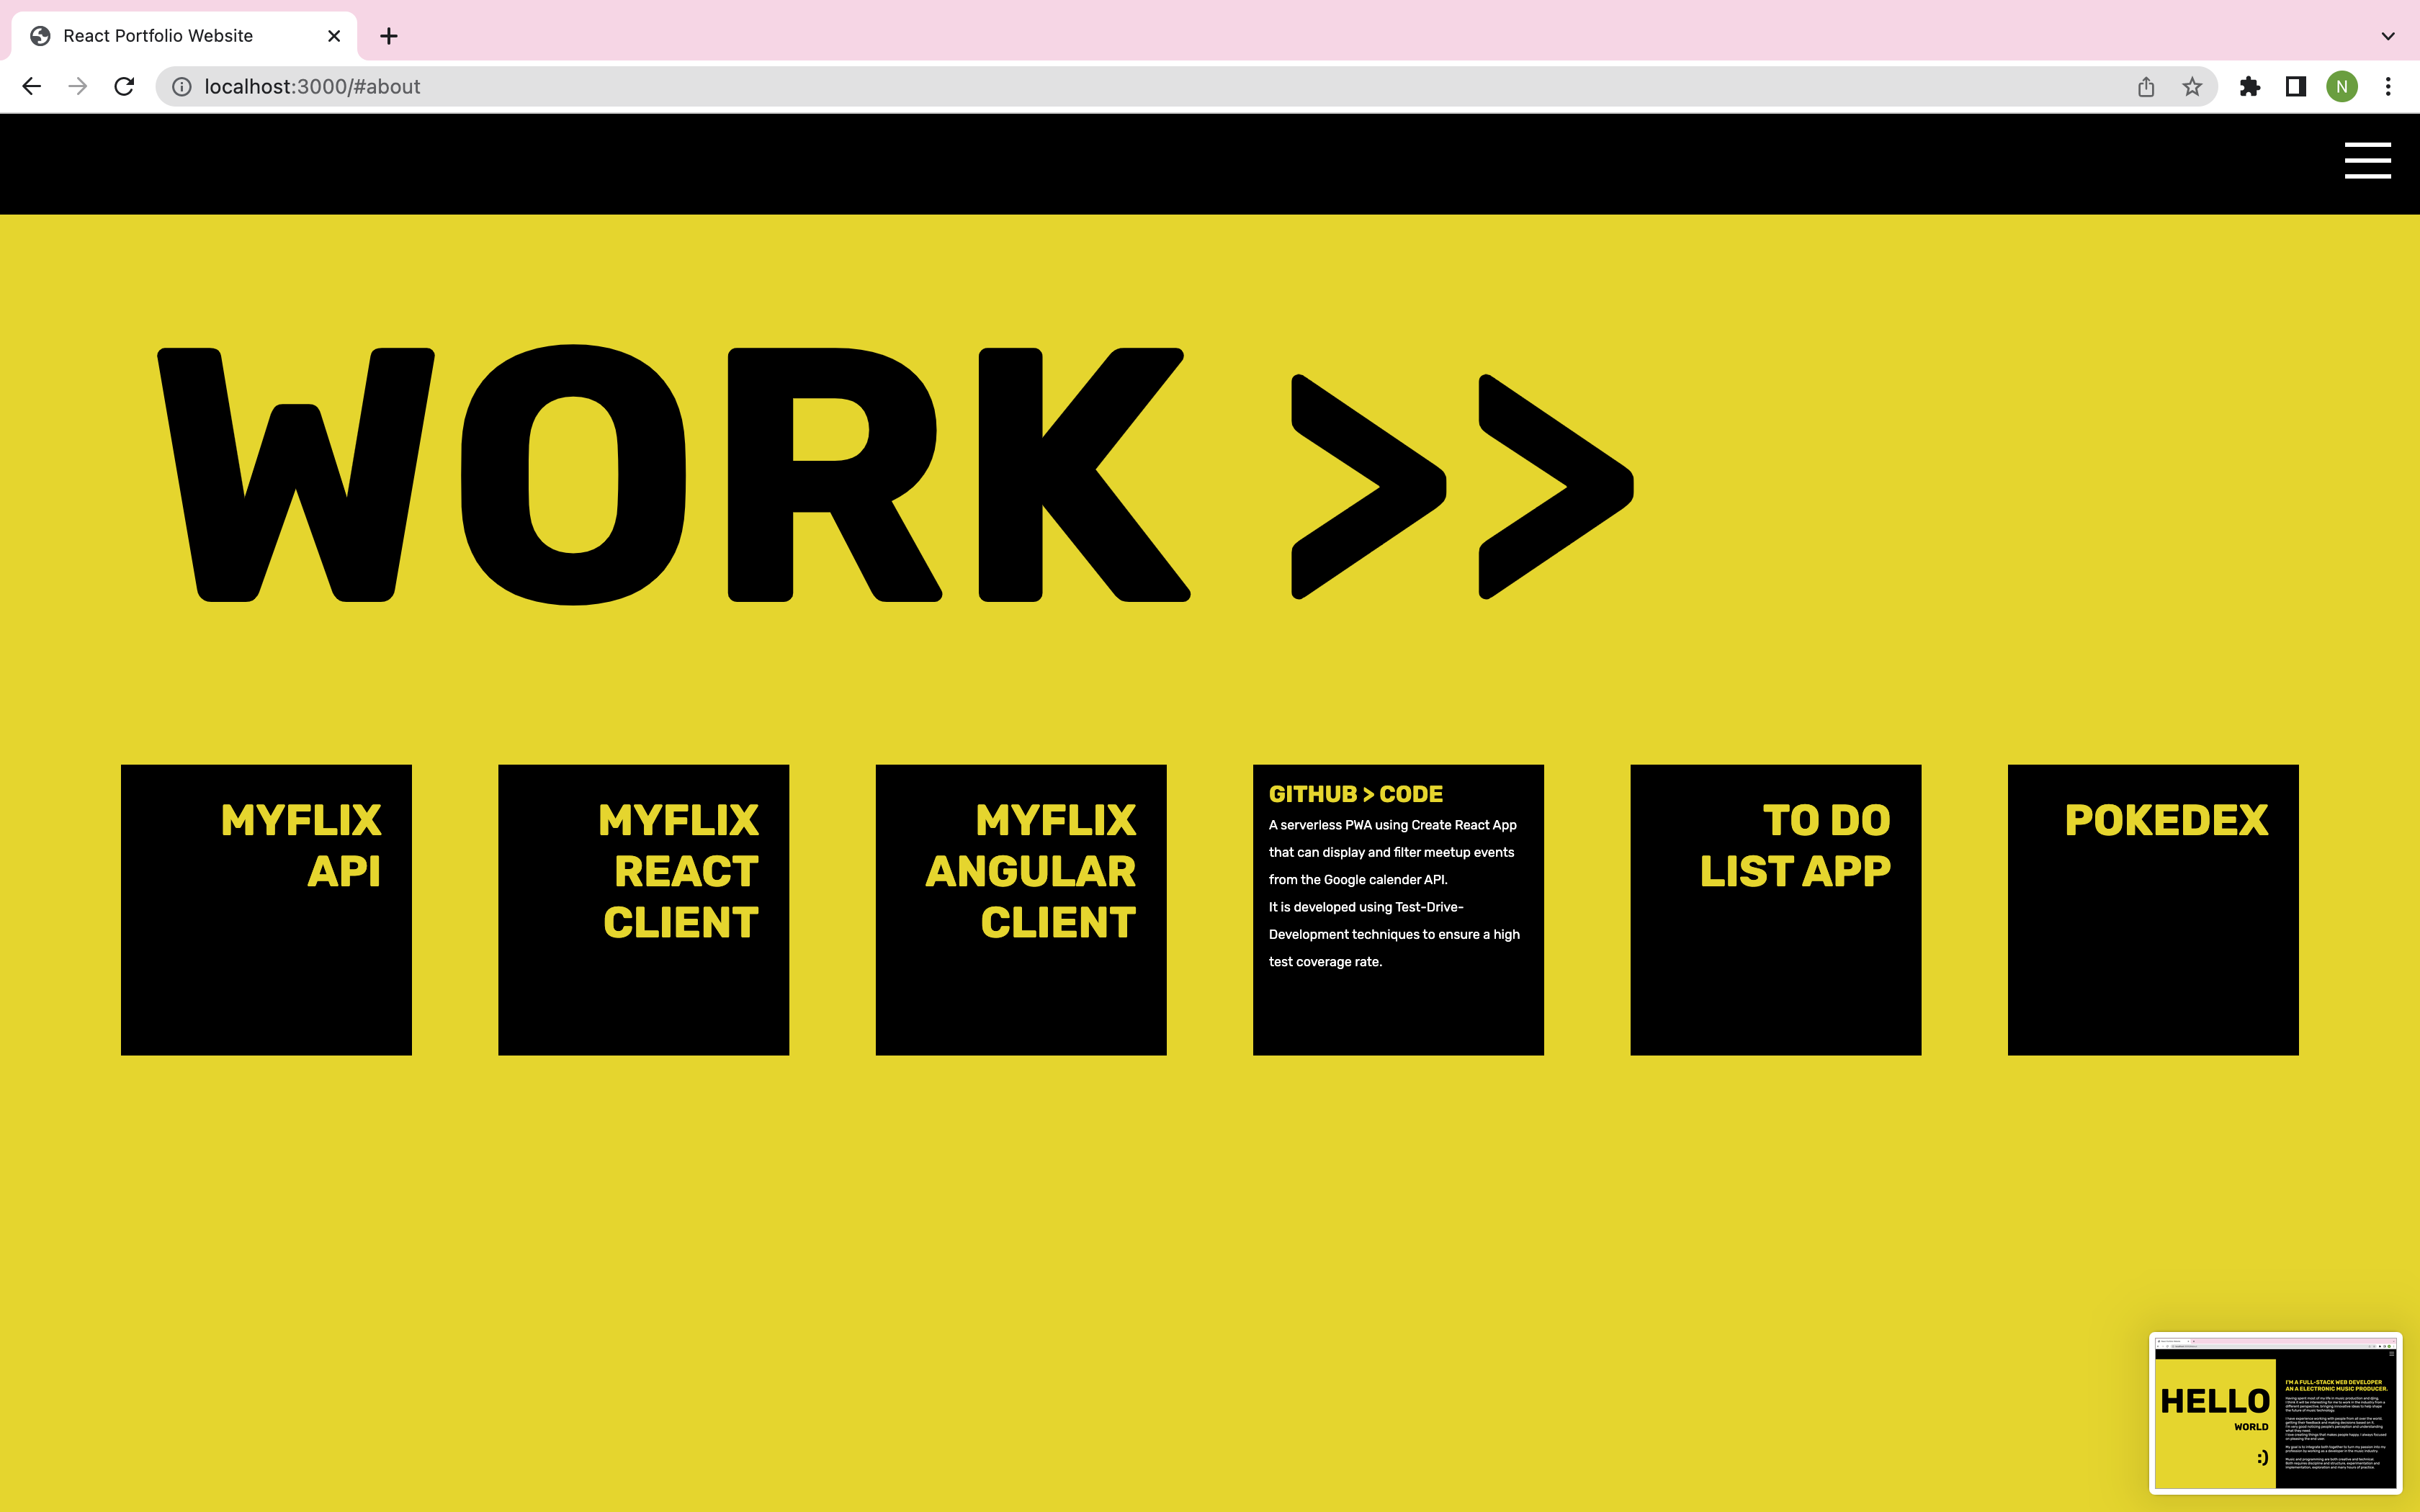 React Portfolio Website
localhost:3000/#about
N
WORK >>
MYFLIX
API
MYFLIX
REACT
CLIENT
MYFLIX
ANGULAR
CLIENT
GITHUB > CODE
A serverless PWA using Create React App
that can display and filter meetup events
from the Google calender API.
It is developed using Test-Drive-
Development techniques to ensure a high
test coverage rate.
TO DO
LIST APP
POKEDEX
HELLO
WORLD
:)
I'M A FULL-STACK WEB DEVELOPER
AN A ELECTRONIC MUSIC PRODUCER.